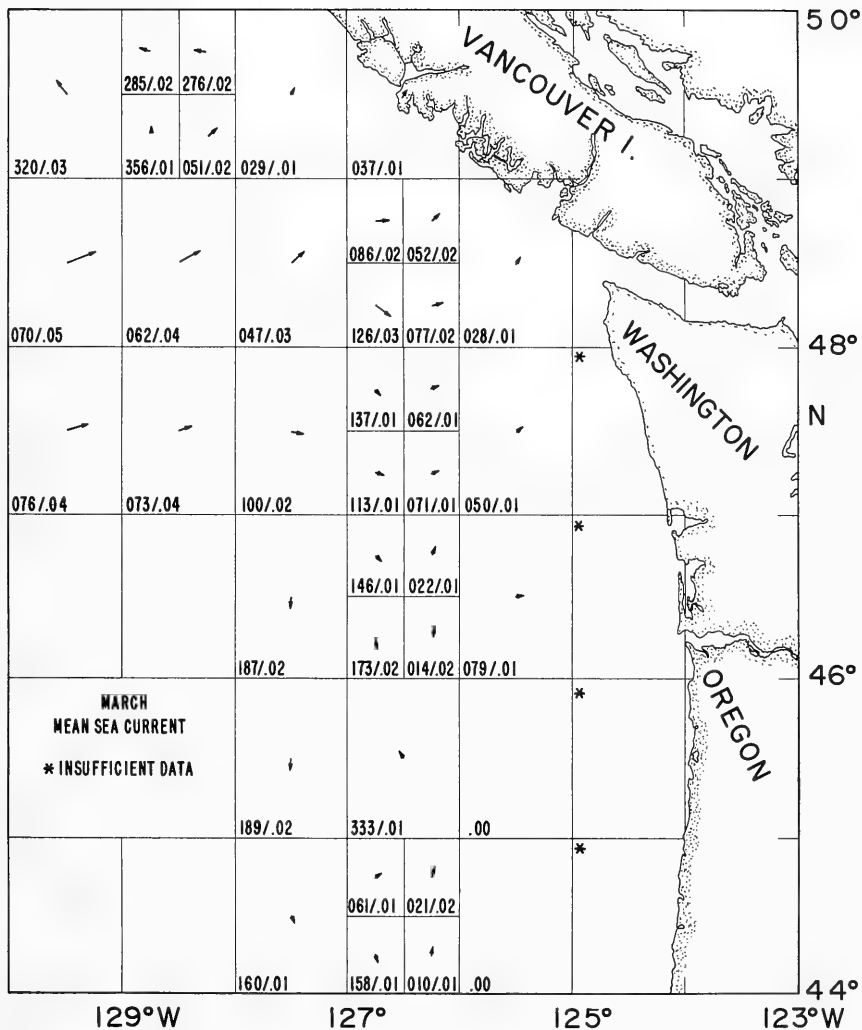 50°
VANCOUVER I.
285/.02 276/.02
320/.03 356/.01 051/.02 029/.01 037/.01
086/.02 052/.02
070/.05 062/.04 047/.03 126/.03 077/.02 028/.01
48°
*
WASHINGTON
N
137/.01 062/.01
076/.04 073/.04 100/.02 113/.01 071/.01 050/.01
*
146/.01 022/.01
187/.02 173/.02 014/.02 079/.01
46°
*
OREGON
MARCH
MEAN SEA CURRENT
* INSUFFICIENT DATA
189/.02 333/.01 .00
*
061/.01 021/.02
160/.01 158/.01 010/.01 .00
44°
129°W 127° 125° 123°W